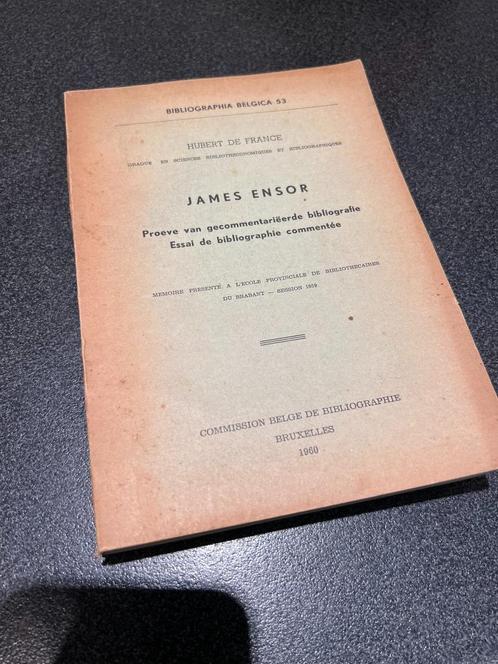 BIBLIOGRAPHIA BELGICA 53
HUBERT DE FRANCE
GRADUE EN SCIENCES BIBLIOTHECONOMIQUES ET BIBLIOGRAPHIQUES
JAMES ENSOR
Proeve van gecommentariëerde bibliografie
Essai de bibliographie commentée
MEMOIRE PRESENTÉ A L'ECOLE PROVINCIALE DE BIBLIOTHECAIRES
DU BRABANT — SESSION 1959
COMMISSION BELGE DE BIBLIOGRAPHIE
BRUXELLES
1960